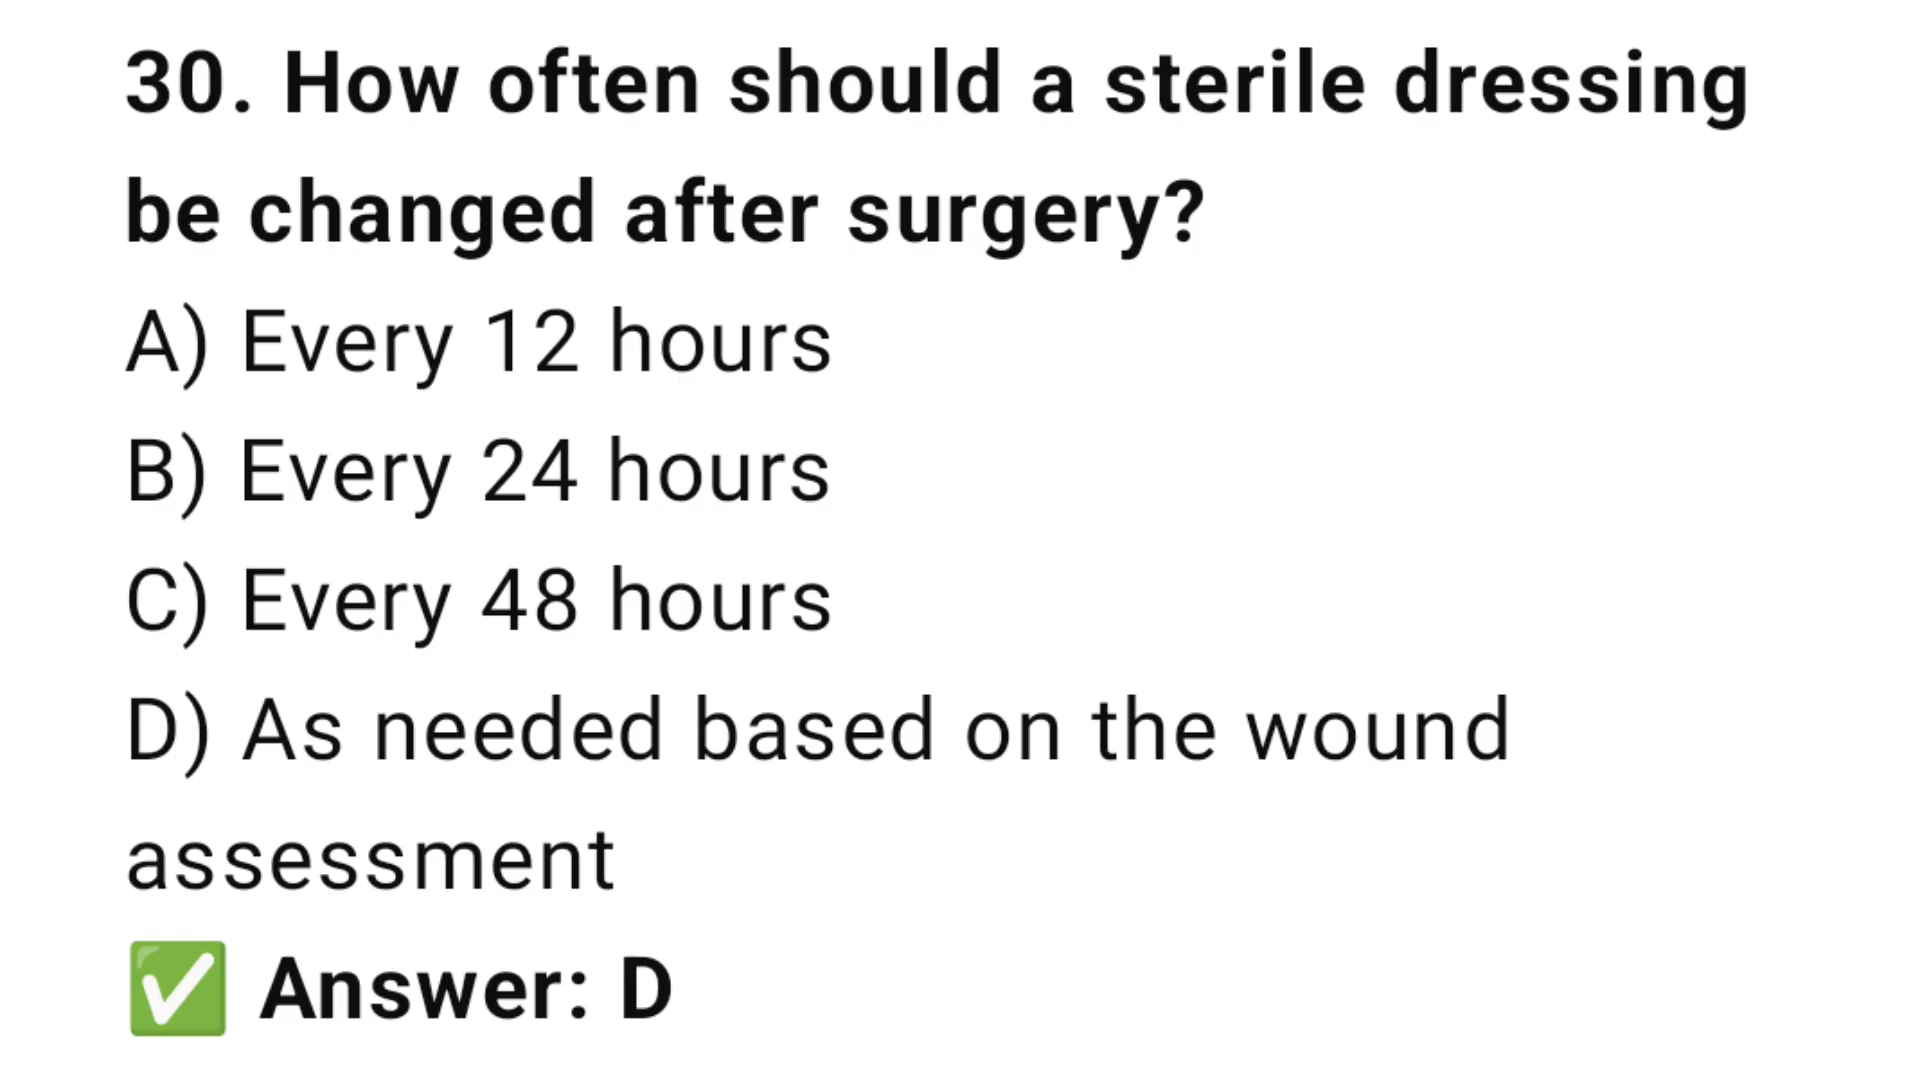 30. How often should a sterile dressing
be changed after surgery?
A) Every 12 hours
B) Every 24 hours
C) Every 48 hours
D) As needed based on the wound
assessment
✅ Answer: D